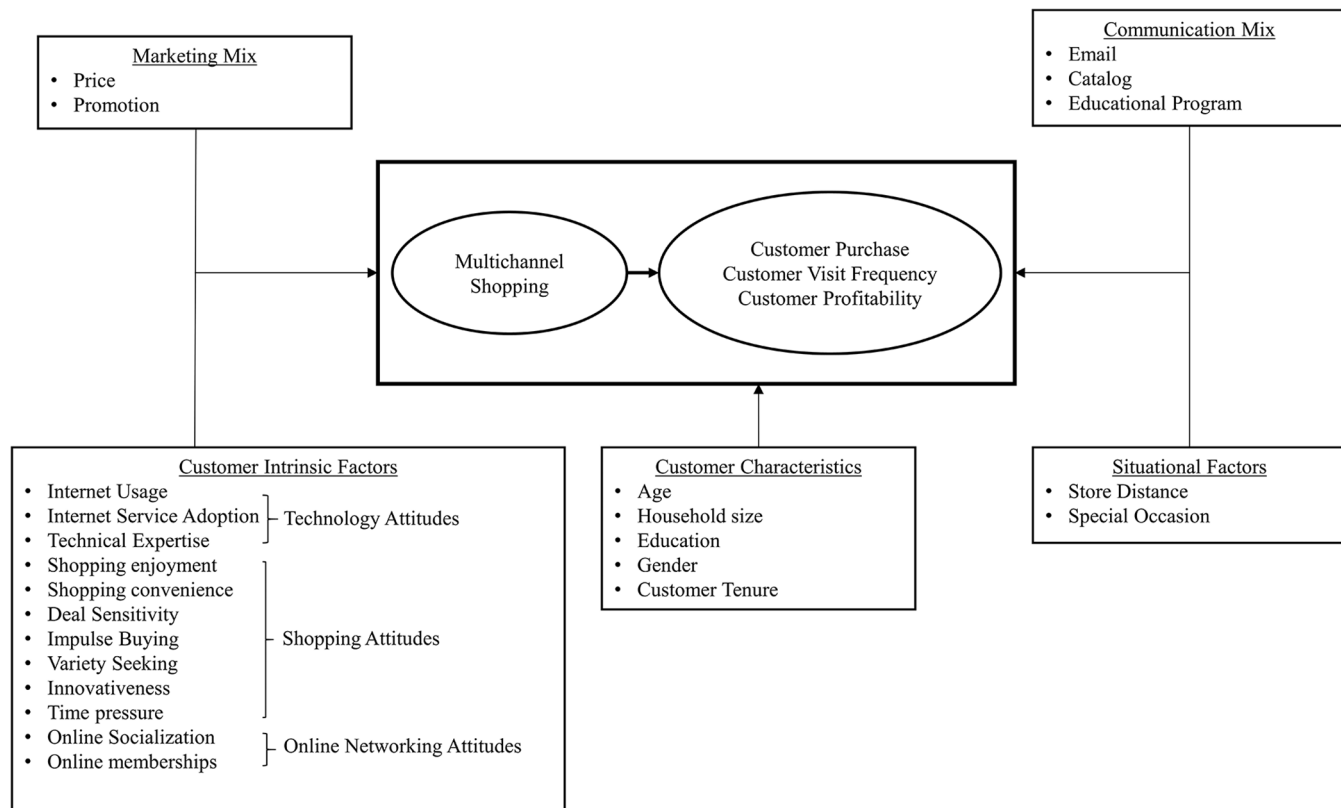 Marketing Mix
• Price
• Promotion
Communication Mix
• Email
• Catalog
• Educational Program
Multichannel
Shopping
Customer Purchase
Customer Visit Frequency
Customer Profitability
Customer Intrinsic Factors
• Internet Usage
• Internet Service Adoption
• Technical Expertise
Technology Attitudes
• Shopping enjoyment
• Shopping convenience
• Deal Sensitivity
• Impulse Buying
• Variety Seeking
• Innovativeness
• Time pressure
Shopping Attitudes
• Online Socialization
• Online memberships
Online Networking Attitudes
Customer Characteristics
• Age
• Household size
• Education
• Gender
• Customer Tenure
Situational Factors
• Store Distance
• Special Occasion